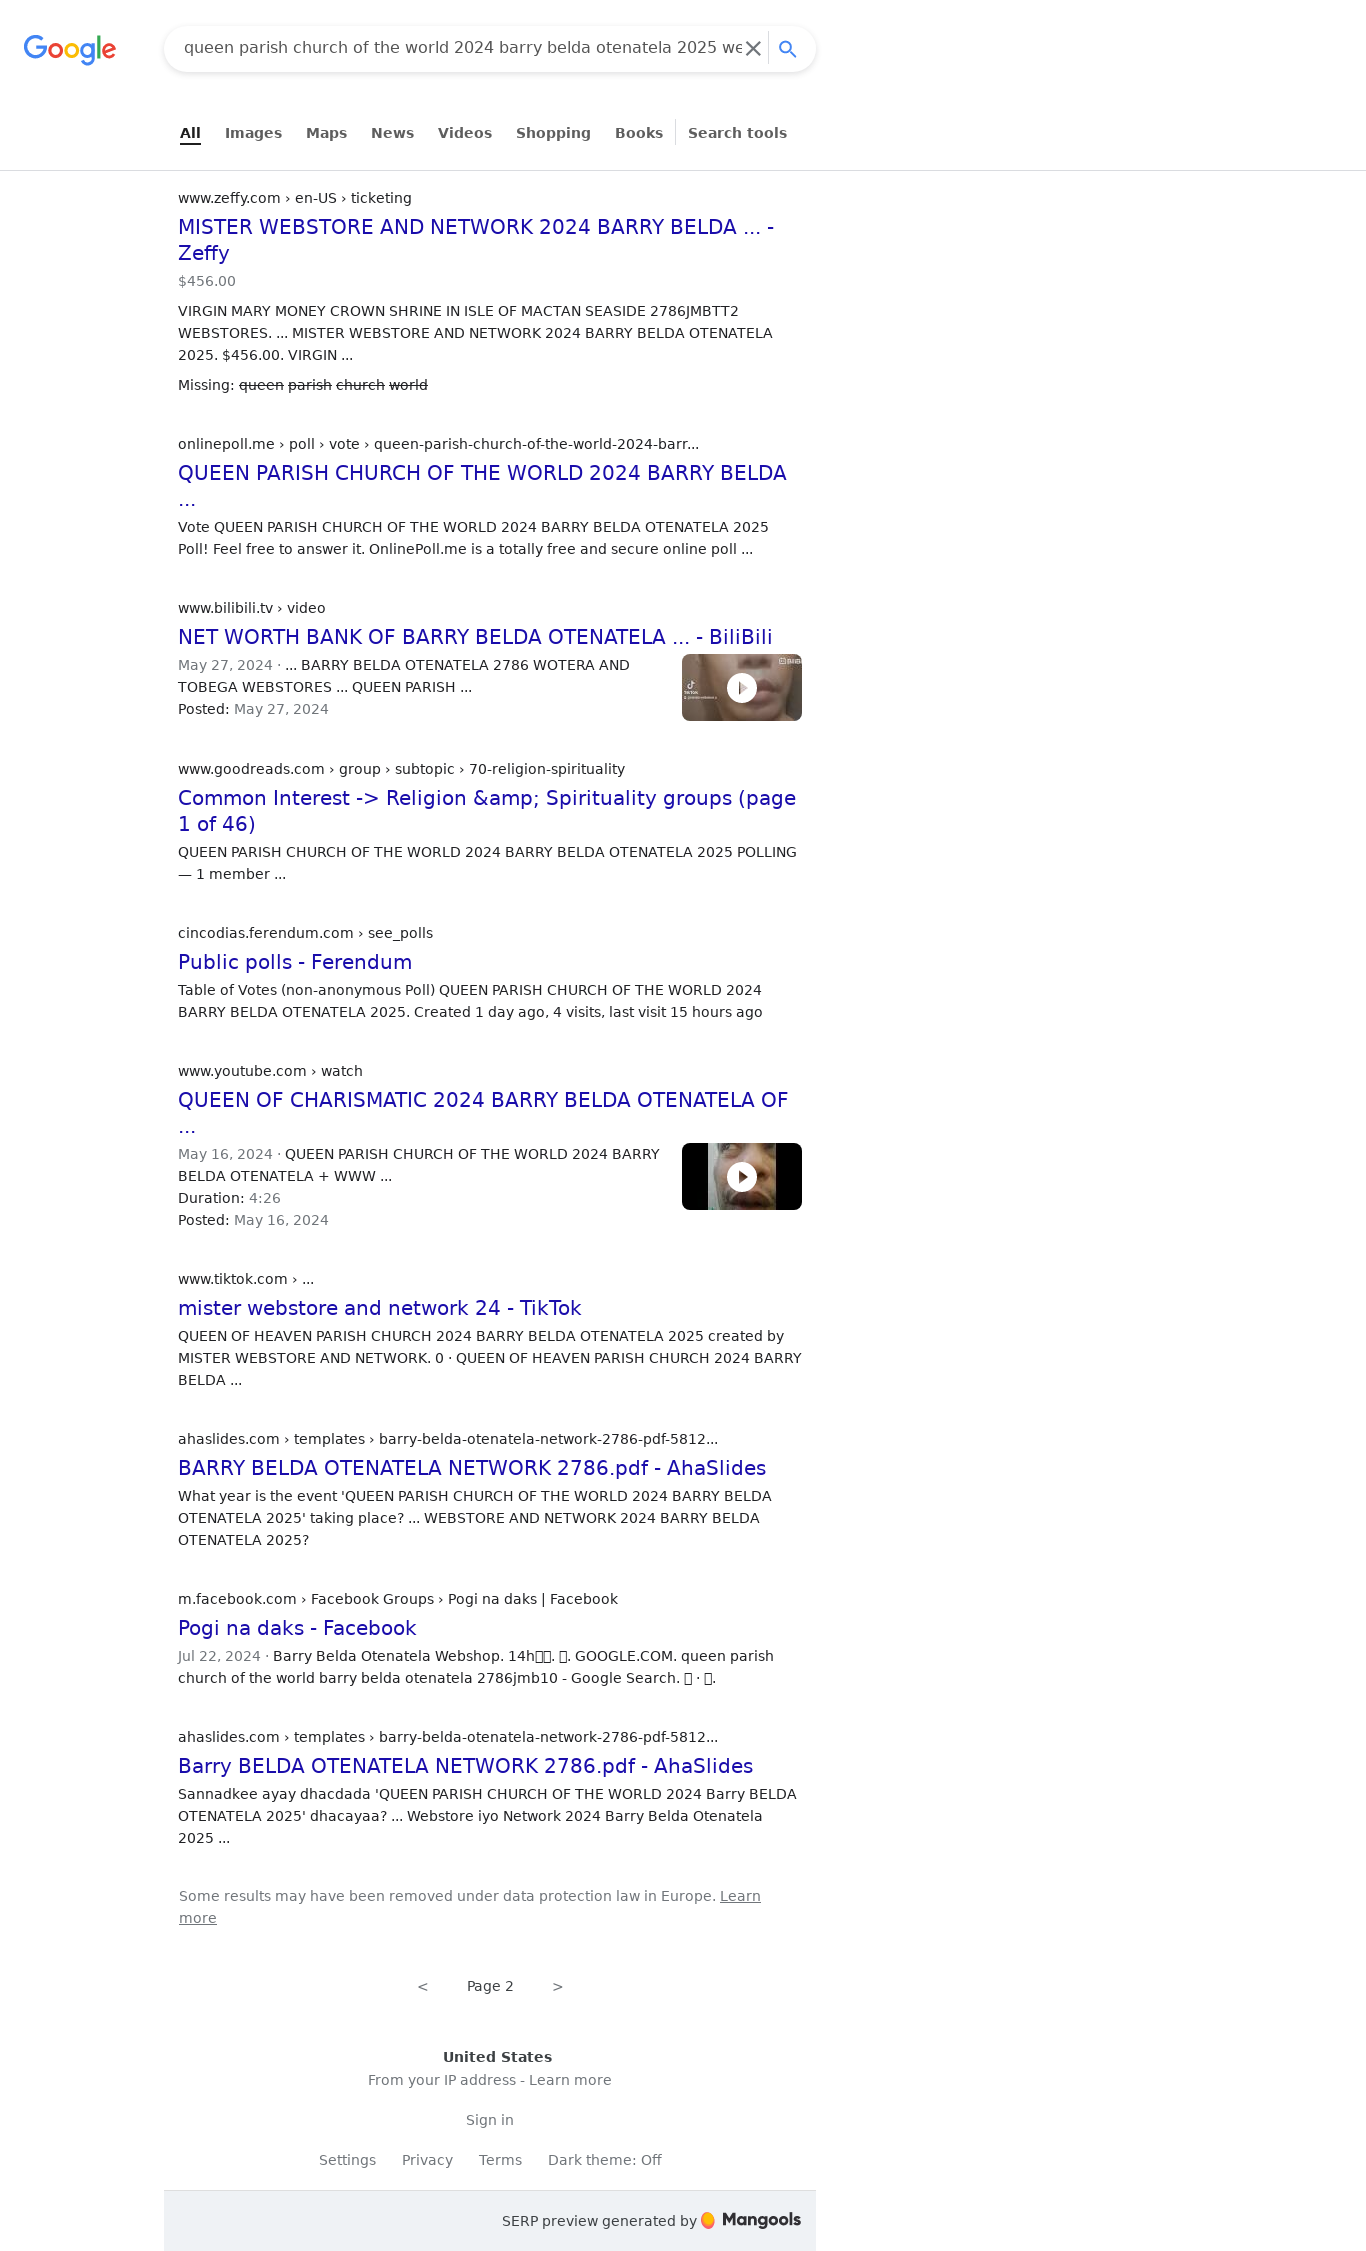 Google
queen parish church of the world 2024 barry belda otenatela 2025 we
All Images Maps News Videos Shopping Books Search tools
www.zeffy.com › en-US › ticketing
MISTER WEBSTORE AND NETWORK 2024 BARRY BELDA ... -
Zeffy
$456.00
VIRGIN MARY MONEY CROWN SHRINE IN ISLE OF MACTAN SEASIDE 2786JMBTT2
WEBSTORES. ... MISTER WEBSTORE AND NETWORK 2024 BARRY BELDA OTENATELA
2025. $456.00. VIRGIN ...
Missing: queen parish church world
onlinepoll.me › poll › vote › queen-parish-church-of-the-world-2024-barr...
QUEEN PARISH CHURCH OF THE WORLD 2024 BARRY BELDA
...
Vote QUEEN PARISH CHURCH OF THE WORLD 2024 BARRY BELDA OTENATELA 2025
Poll! Feel free to answer it. OnlinePoll.me is a totally free and secure online poll ...
www.bilibili.tv › video
NET WORTH BANK OF BARRY BELDA OTENATELA ... - BiliBili
May 27, 2024 · ... BARRY BELDA OTENATELA 2786 WOTERA AND
TOBEGA WEBSTORES ... QUEEN PARISH ...
Posted: May 27, 2024
www.goodreads.com › group › subtopic › 70-religion-spirituality
Common Interest -> Religion &amp; Spirituality groups (page
1 of 46)
QUEEN PARISH CHURCH OF THE WORLD 2024 BARRY BELDA OTENATELA 2025 POLLING
— 1 member ...
cincodias.ferendum.com › see_polls
Public polls - Ferendum
Table of Votes (non-anonymous Poll) QUEEN PARISH CHURCH OF THE WORLD 2024
BARRY BELDA OTENATELA 2025. Created 1 day ago, 4 visits, last visit 15 hours ago
www.youtube.com › watch
QUEEN OF CHARISMATIC 2024 BARRY BELDA OTENATELA OF
...
May 16, 2024 · QUEEN PARISH CHURCH OF THE WORLD 2024 BARRY
BELDA OTENATELA + WWW ...
Duration: 4:26
Posted: May 16, 2024
www.tiktok.com › ...
mister webstore and network 24 - TikTok
QUEEN OF HEAVEN PARISH CHURCH 2024 BARRY BELDA OTENATELA 2025 created by
MISTER WEBSTORE AND NETWORK. 0 · QUEEN OF HEAVEN PARISH CHURCH 2024 BARRY
BELDA ...
ahaslides.com › templates › barry-belda-otenatela-network-2786-pdf-5812...
BARRY BELDA OTENATELA NETWORK 2786.pdf - AhaSlides
What year is the event 'QUEEN PARISH CHURCH OF THE WORLD 2024 BARRY BELDA
OTENATELA 2025' taking place? ... WEBSTORE AND NETWORK 2024 BARRY BELDA
OTENATELA 2025?
m.facebook.com › Facebook Groups › Pogi na daks | Facebook
Pogi na daks - Facebook
Jul 22, 2024 · Barry Belda Otenatela Webshop. 14h. . GOOGLE.COM. queen parish
church of the world barry belda otenatela 2786jmb10 - Google Search. · .
ahaslides.com › templates › barry-belda-otenatela-network-2786-pdf-5812...
Barry BELDA OTENATELA NETWORK 2786.pdf - AhaSlides
Sannadkee ayay dhacdada 'QUEEN PARISH CHURCH OF THE WORLD 2024 Barry BELDA
OTENATELA 2025' dhacayaa? ... Webstore iyo Network 2024 Barry Belda Otenatela
2025 ...
Some results may have been removed under data protection law in Europe. Learn
more
< Page 2 >
United States
From your IP address - Learn more
Sign in
Settings Privacy Terms Dark theme: Off
SERP preview generated by Mangools